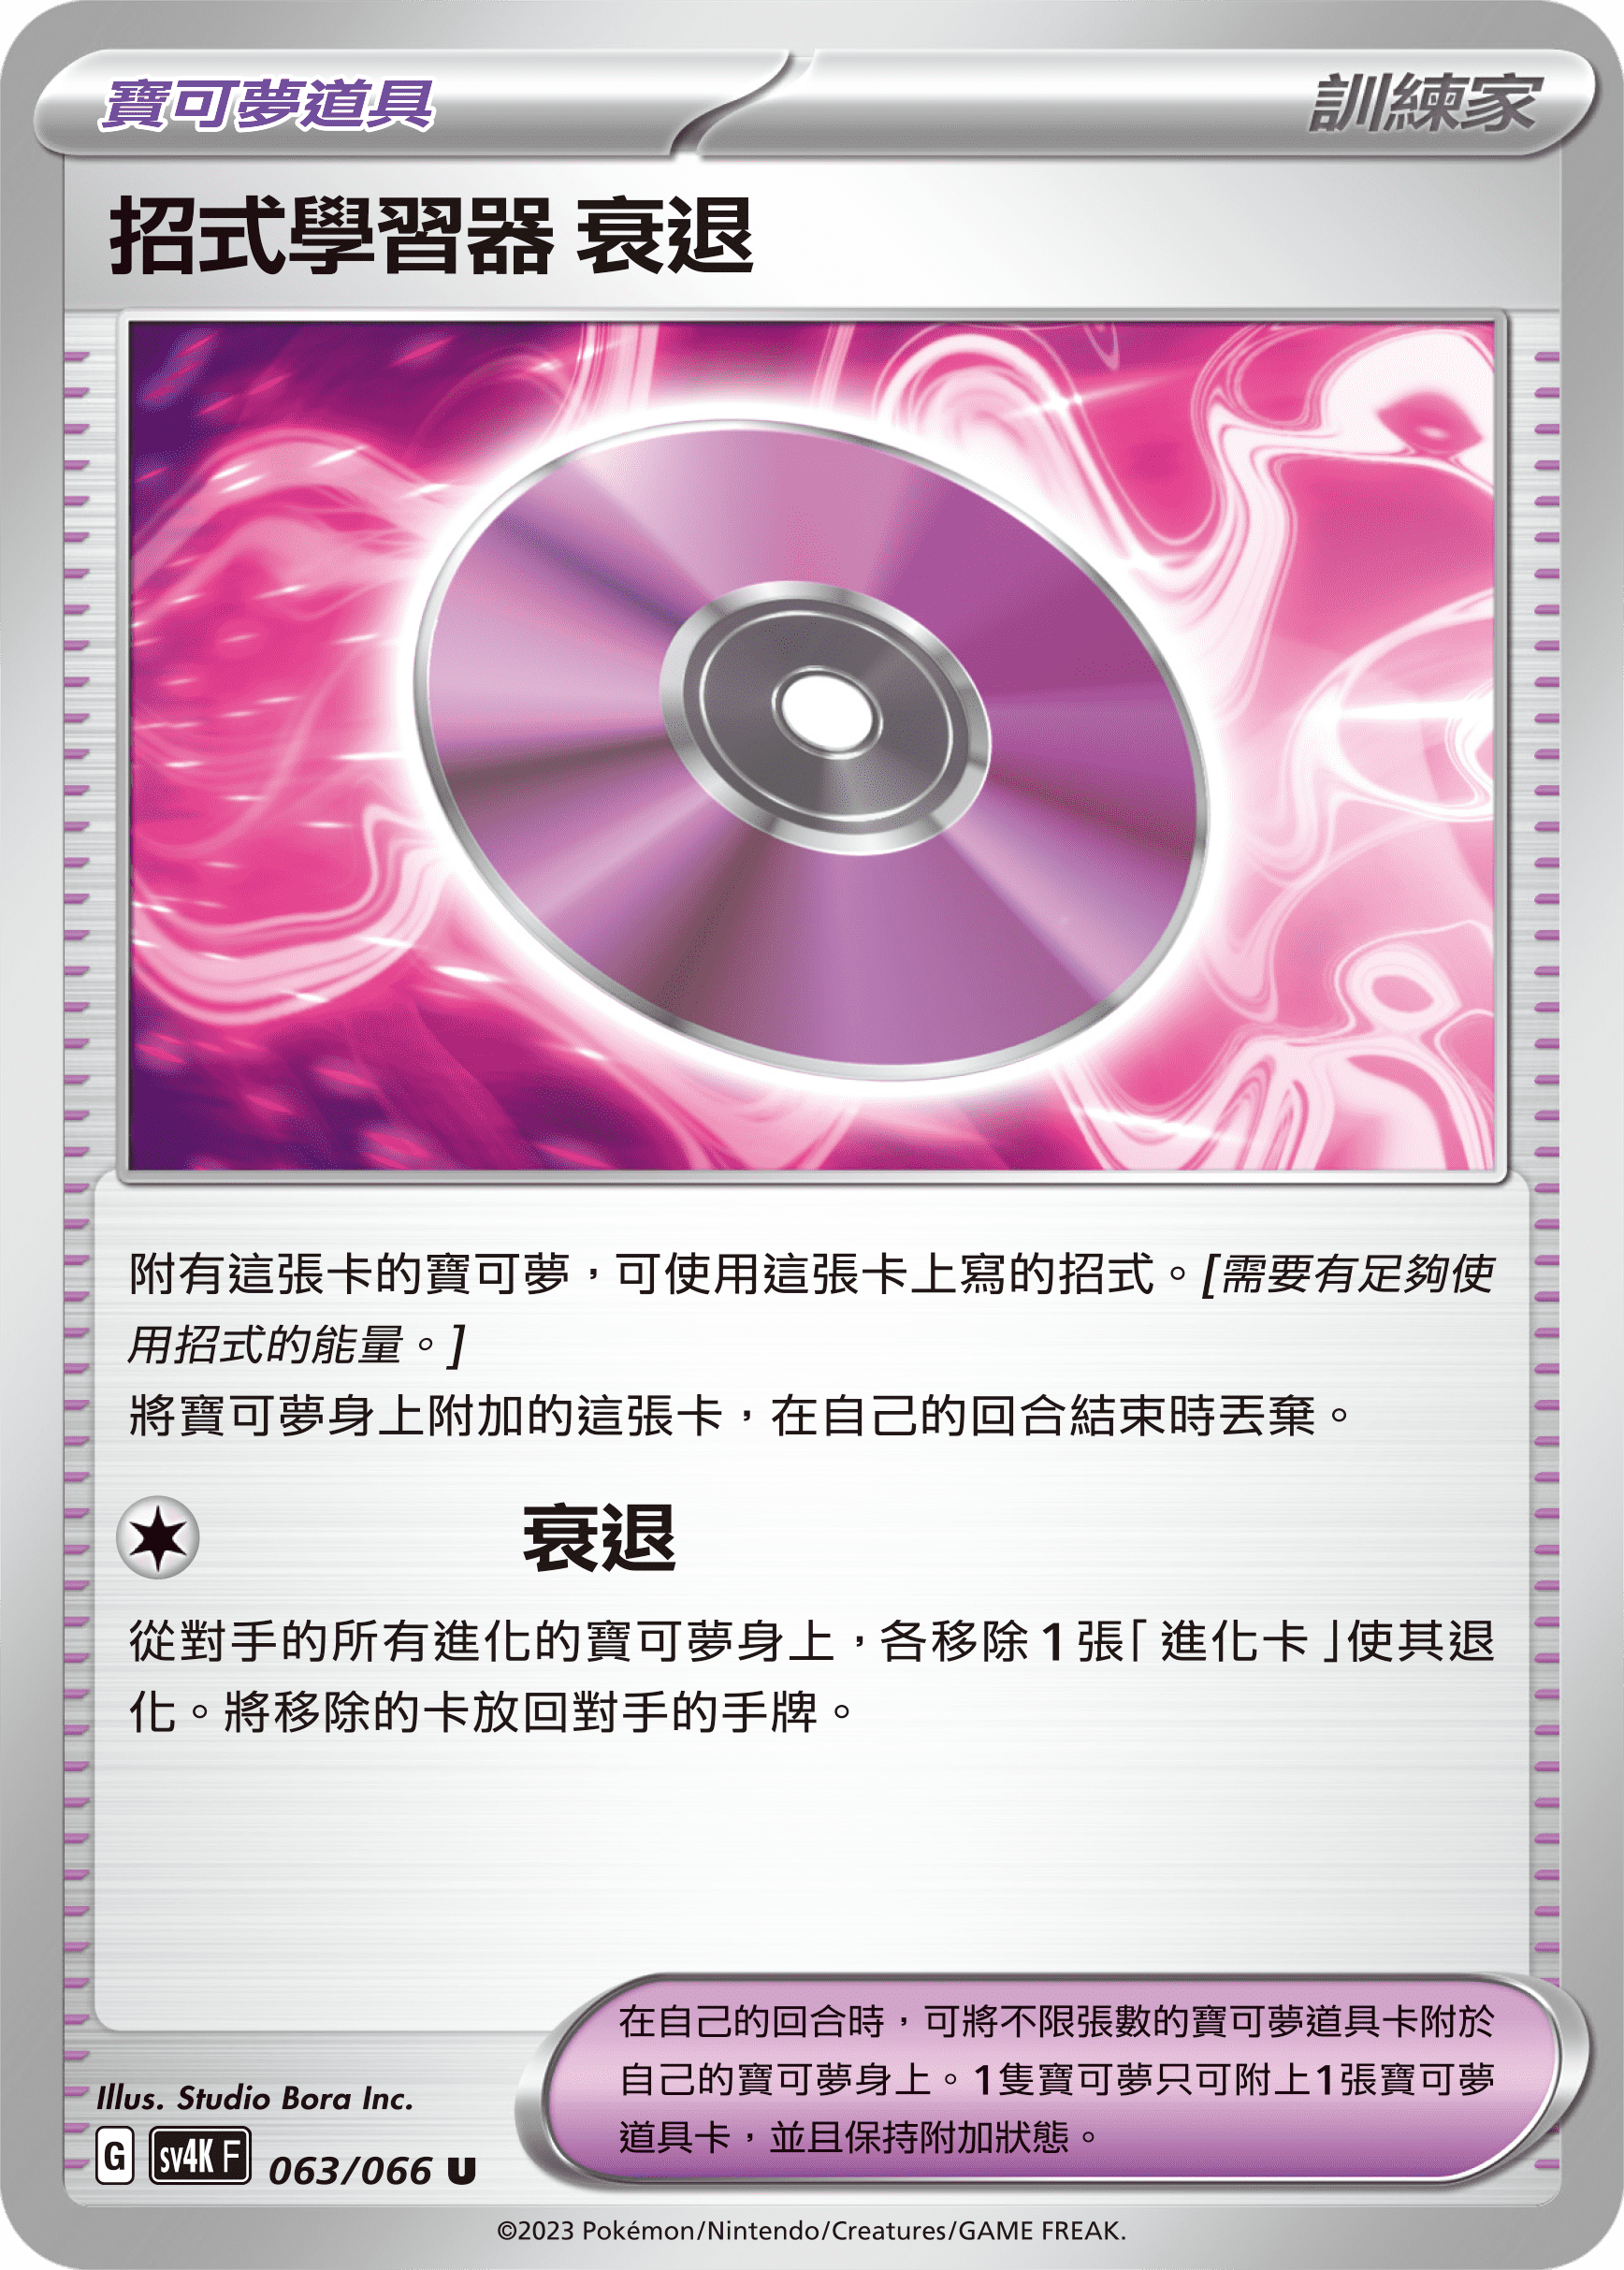 寶可夢道具
訓練家
招式學習器 衰退
附有這張卡的寶可夢，可使用這張卡上寫的招式。[需要有足夠使
用招式的能量。]
將寶可夢身上附加的這張卡，在自己的回合結束時丟棄。
衰退
從對手的所有進化的寶可夢身上，各移除1張「進化卡」使其退
化。將移除的卡放回對手的手牌。
在自己的回合時，可將不限張數的寶可夢道具卡附於
自己的寶可夢身上。1隻寶可夢只可附上1張寶可夢
道具卡，並且保持附加狀態。
Illus. Studio Bora Inc.
G sv4K F 063/066 U
©2023 Pokémon/Nintendo/Creatures/GAME FREAK.